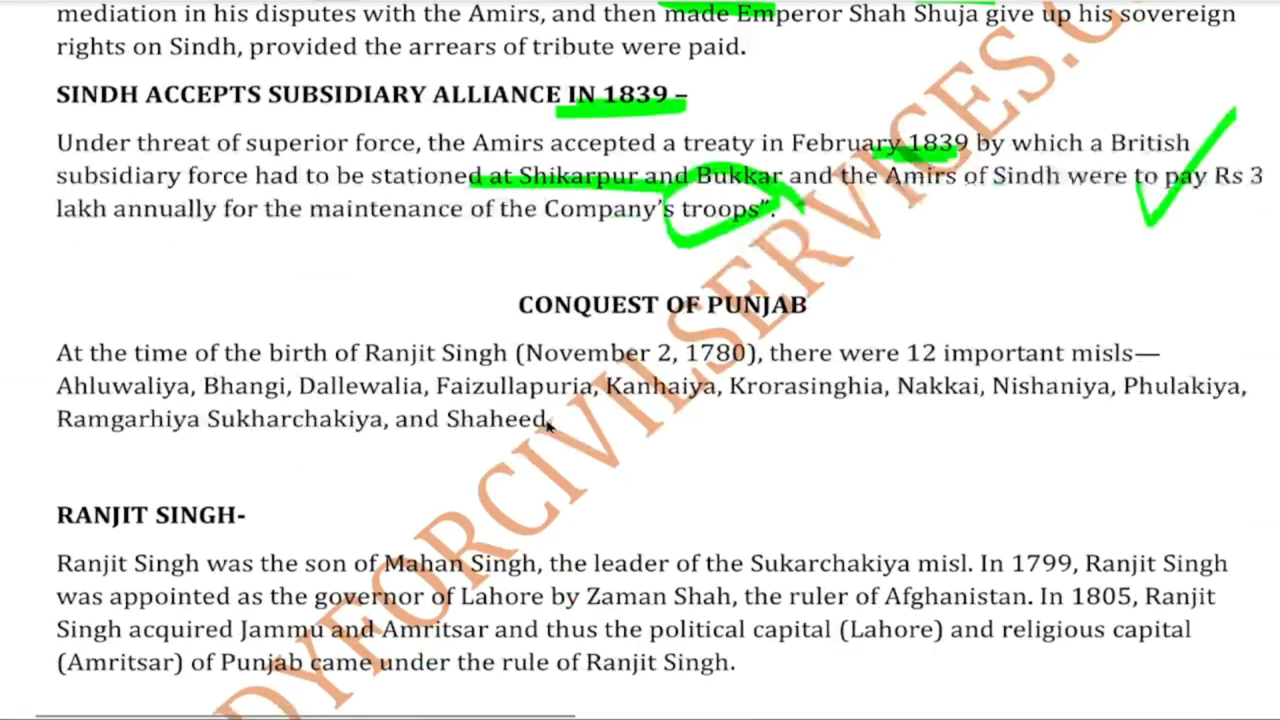 mediation in his disputes with the Amirs, and then made Emperor Shah Shuja give up his sovereign
rights on Sindh, provided the arrears of tribute were paid.
SINDH ACCEPTS SUBSIDIARY ALLIANCE IN 1839 –
Under threat of superior force, the Amirs accepted a treaty in February 1839 by which a British
subsidiary force had to be stationed at Shikarpur and Bukkar and the Amirs of Sindh were to pay Rs 3
lakh annually for the maintenance of the Company's troops”.
CONQUEST OF PUNJAB
At the time of the birth of Ranjit Singh (November 2, 1780), there were 12 important misls—
Ahluwaliya, Bhangi, Dallewalia, Faizullapuria, Kanhaiya, Krorasinghia, Nakkai, Nishaniya, Phulakiya,
Ramgarhiya Sukharchakiya, and Shaheed.
RANJIT SINGH-
Ranjit Singh was the son of Mahan Singh, the leader of the Sukarchakiya misl. In 1799, Ranjit Singh
was appointed as the governor of Lahore by Zaman Shah, the ruler of Afghanistan. In 1805, Ranjit
Singh acquired Jammu and Amritsar and thus the political capital (Lahore) and religious capital
(Amritsar) of Punjab came under the rule of Ranjit Singh.
DYFORCIVILSERVICES.C